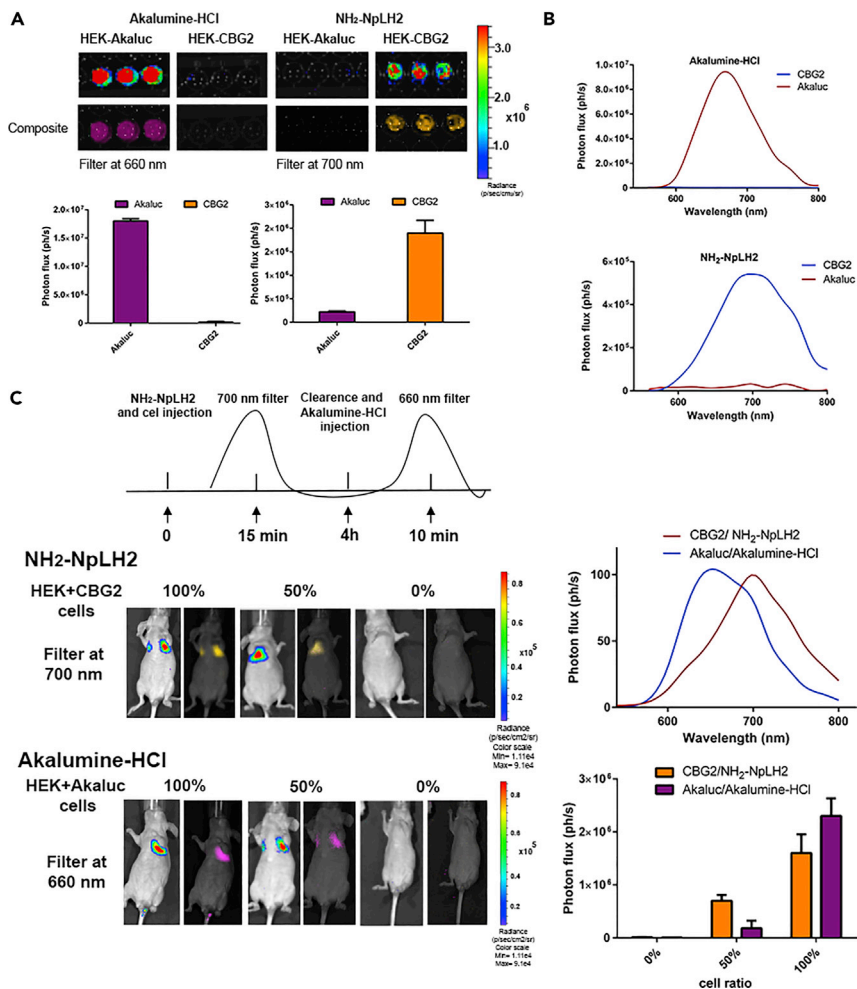 A
Akalumine-HCl
NH2-NpLH2
HEK-Akaluc
HEK-CBG2
HEK-Akaluc
HEK-CBG2
Composite
Filter at 660 nm
Filter at 700 nm
3.0
2.0
×10⁶
1.0
Radiance
(p/sec/cm/sr)
Akaluc
CBG2
Photon flux (ph/s)
2.0×10⁷
1.5×10⁷
1.0×10⁷
5.0×10⁶
0
Akaluc
CBG2
Akaluc
CBG2
Photon flux (ph/s)
3×10⁶
2×10⁶
2×10⁶
1×10⁶
5×10⁵
0
Akaluc
CBG2
B
Akalumine-HCl
CBG2
Akaluc
Photon flux (ph/s)
1.0×10⁷
8.0×10⁶
6.0×10⁶
4.0×10⁶
2.0×10⁶
0
600
700
800
Wavelength (nm)
NH2-NpLH2
CBG2
Akaluc
Photon flux (ph/s)
6×10⁵
4×10⁵
2×10⁵
0
600
700
800
Wavelength (nm)
C
NH2-NpLH2
and cel injection
700 nm filter
Clearence and
Akalumine-HCl
injection
660 nm filter
0
15 min
4h
10 min
NH2-NpLH2
HEK+CBG2
cells
100%
50%
0%
Filter at
700 nm
0.8
0.6
×10⁵
0.4
0.2
Radiance
(p/sec/cm2/sr)
Color scale
Min= 1.11e4
Max= 9.1e4
Akalumine-HCl
HEK+Akaluc
cells
100%
50%
0%
Filter at
660 nm
0.8
0.6
×10⁵
0.4
0.2
Radiance
(p/sec/cm2/sr)
Color scale
Min= 1.11e4
Max= 9.1e4
CBG2/ NH2-NpLH2
Akaluc/Akalumine-HCl
Photon flux (ph/s)
100
50
0
600
700
800
Wavelength (nm)
CBG2/NH2-NpLH2
Akaluc/Akalumine-HCl
Photon flux (ph/s)
3×10⁶
2×10⁶
1×10⁶
0
0%
50%
100%
cell ratio